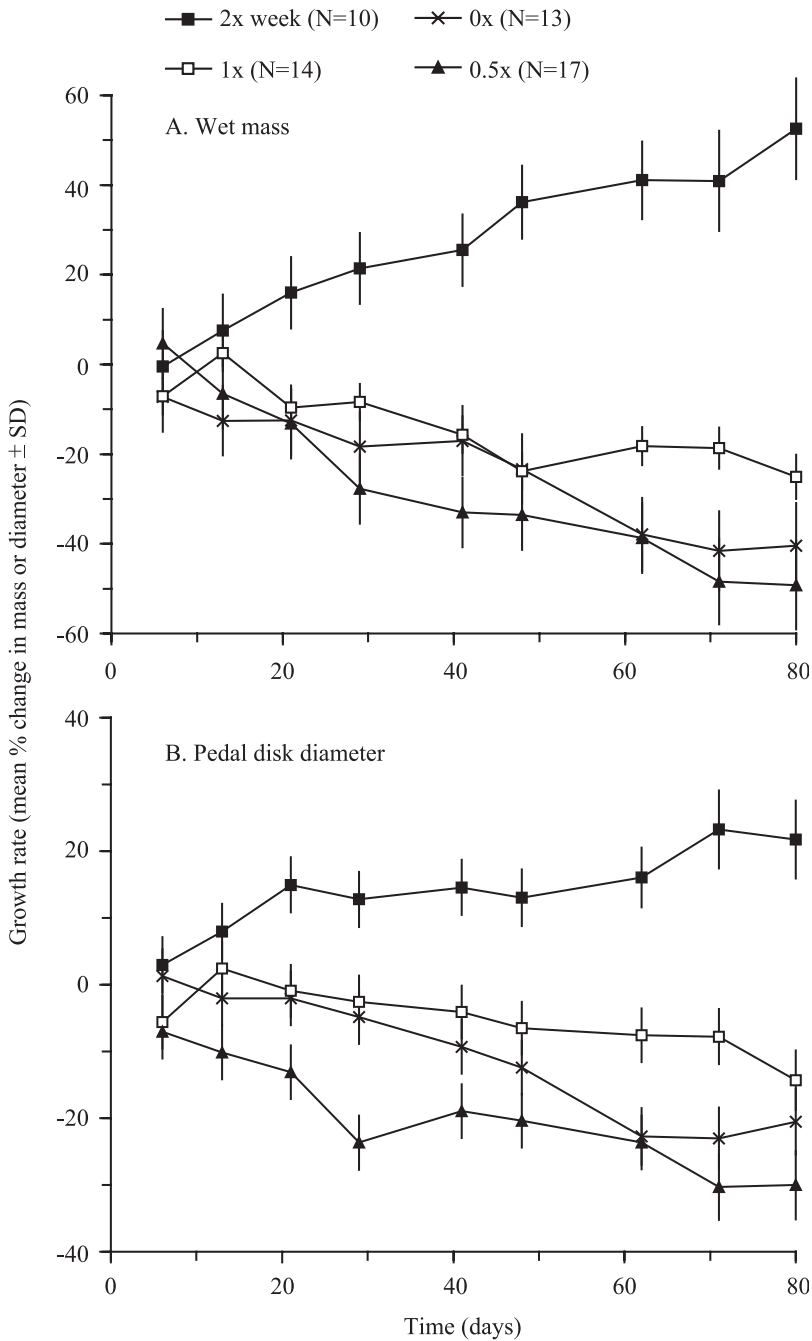 2x week (N=10) 0x (N=13)
1x (N=14) 0.5x (N=17)
A. Wet mass
60
40
20
0
-20
-40
-60
0 20 40 60 80
Growth rate (mean % change in mass or diameter ± SD)
B. Pedal disk diameter
40
20
0
-20
-40
0 20 40 60 80
Time (days)